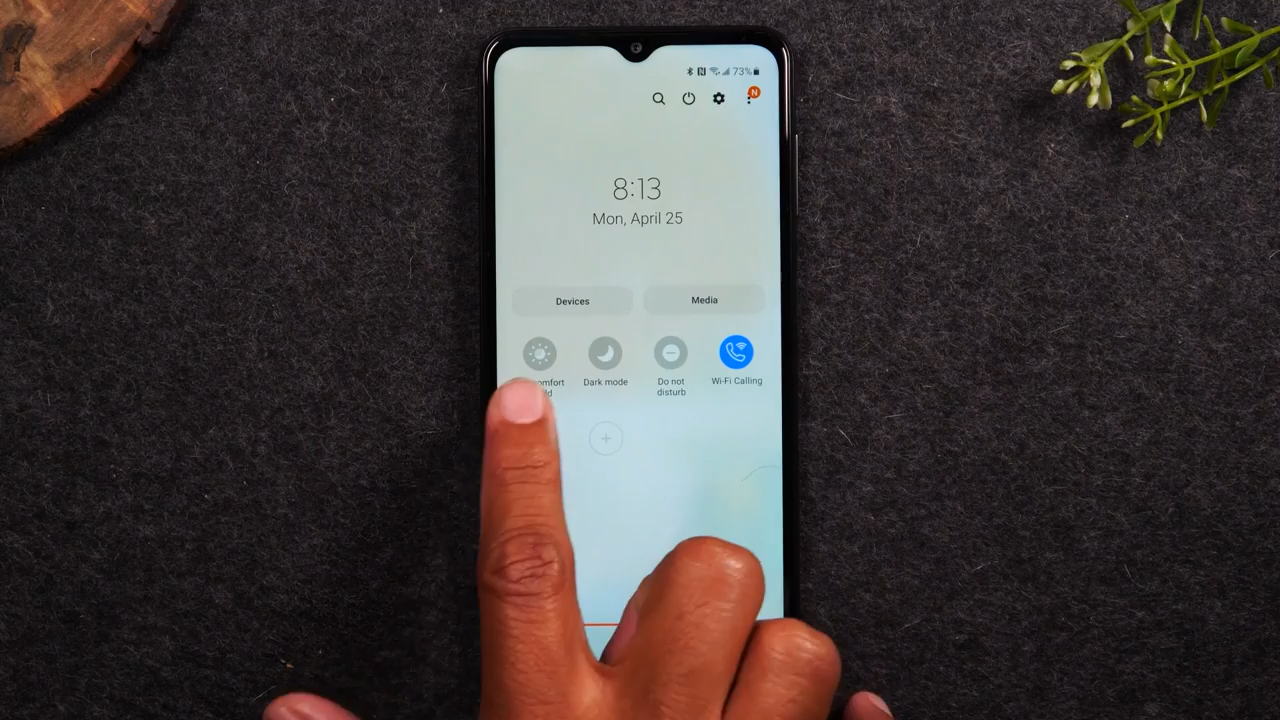 73%
N
8:13
Mon, April 25
Devices
Media
Dark mode
Do not
disturb
Wi-Fi Calling